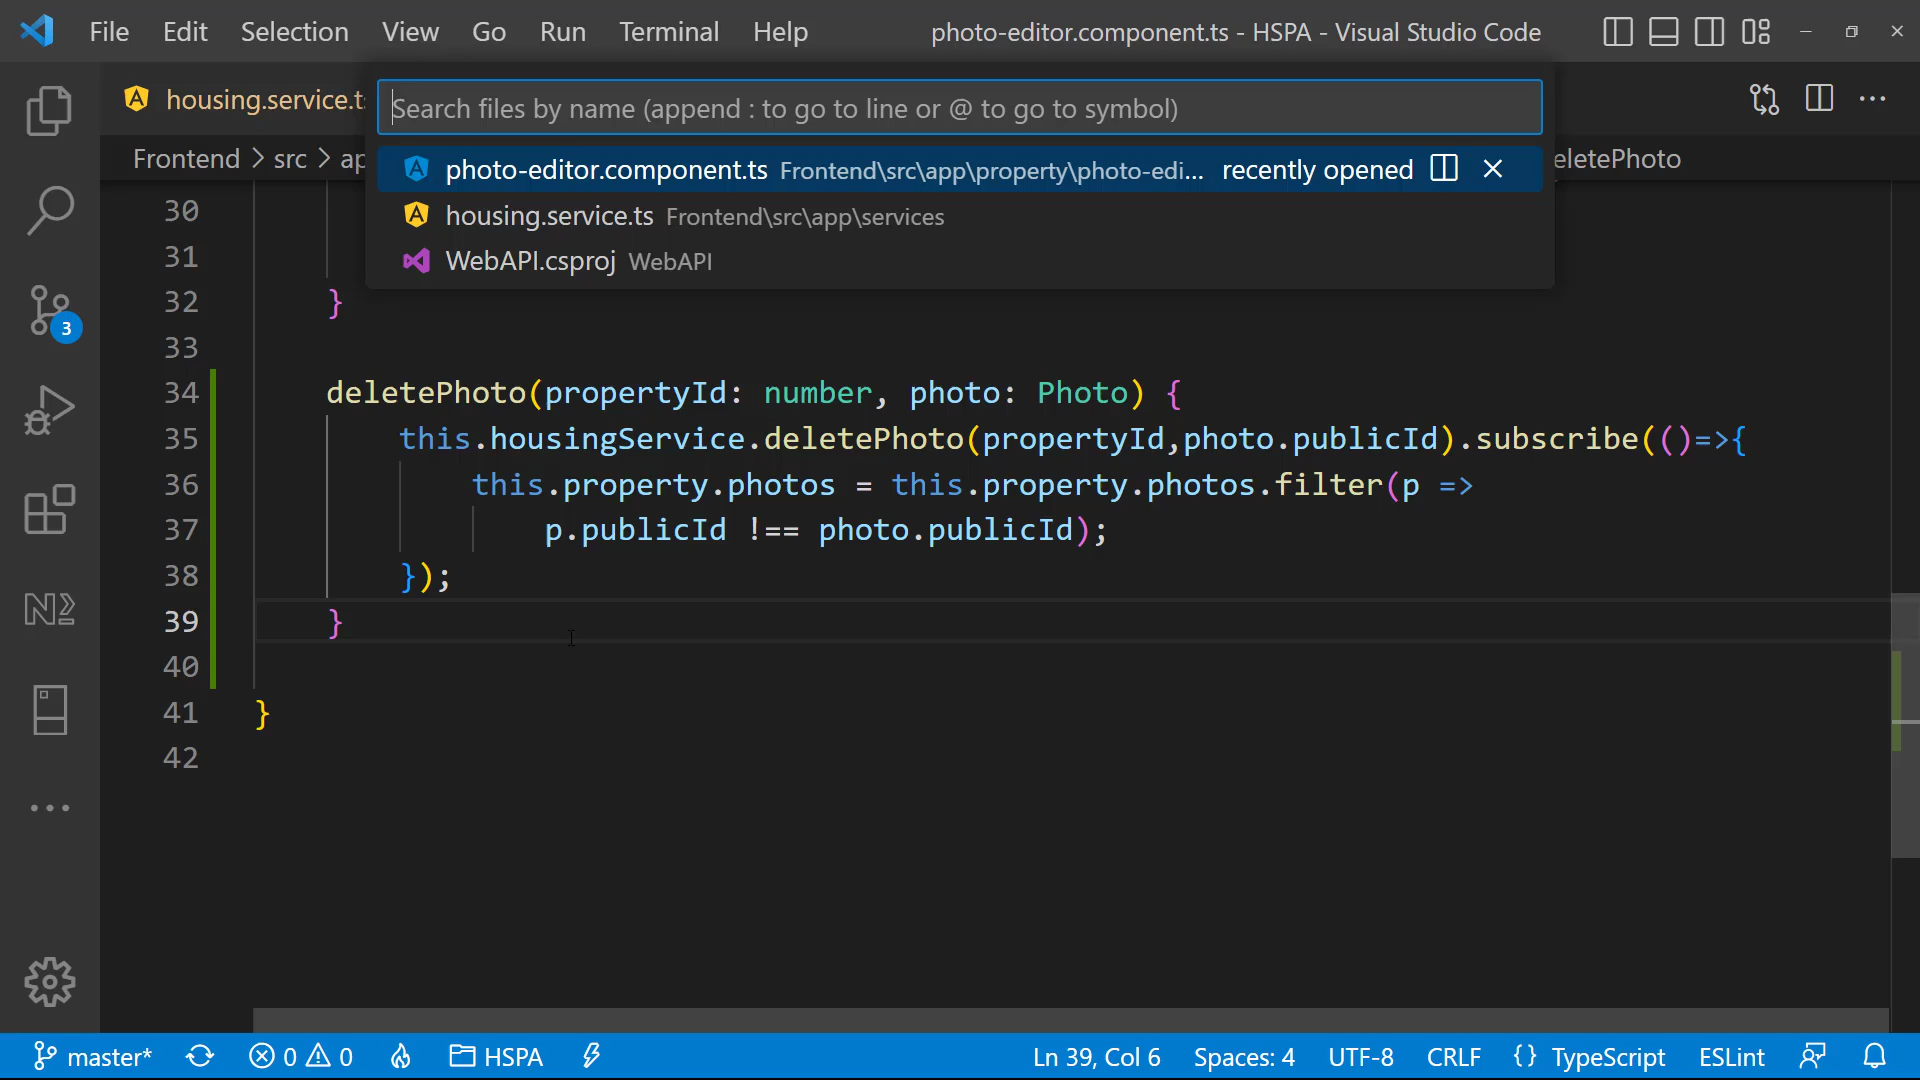 File Edit Selection View Go Run Terminal Help photo-editor.component.ts - HSPA - Visual Studio Code
housing.service.t
Search files by name (append : to go to line or @ to go to symbol)
Frontend > src > ap
eletePhoto
photo-editor.component.ts Frontend\src\app\property\photo-edi... recently opened
housing.service.ts Frontend\src\app\services
WebAPI.csproj WebAPI
30
31
32 }
33
34 deletePhoto(propertyId: number, photo: Photo) {
35 this.housingService.deletePhoto(propertyId,photo.publicId).subscribe(()=>{
36 this.property.photos = this.property.photos.filter(p =>
37 p.publicId !== photo.publicId);
38 });
39 }
40
41 }
42
3
master* 0 0 HSPA Ln 39, Col 6 Spaces: 4 UTF-8 CRLF {} TypeScript ESLint